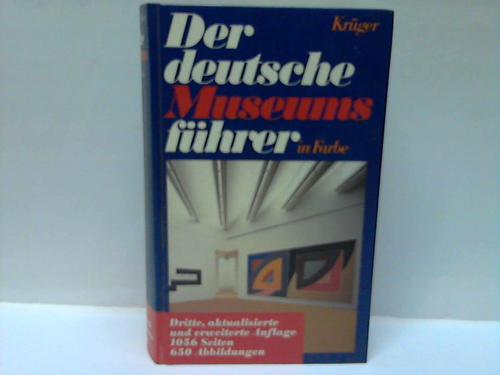 Krüger
Der
deutsche
Museums
führer in Farbe
Dritte, aktualisierte
und erweiterte Auflage
1056 Seiten
650 Abbildungen